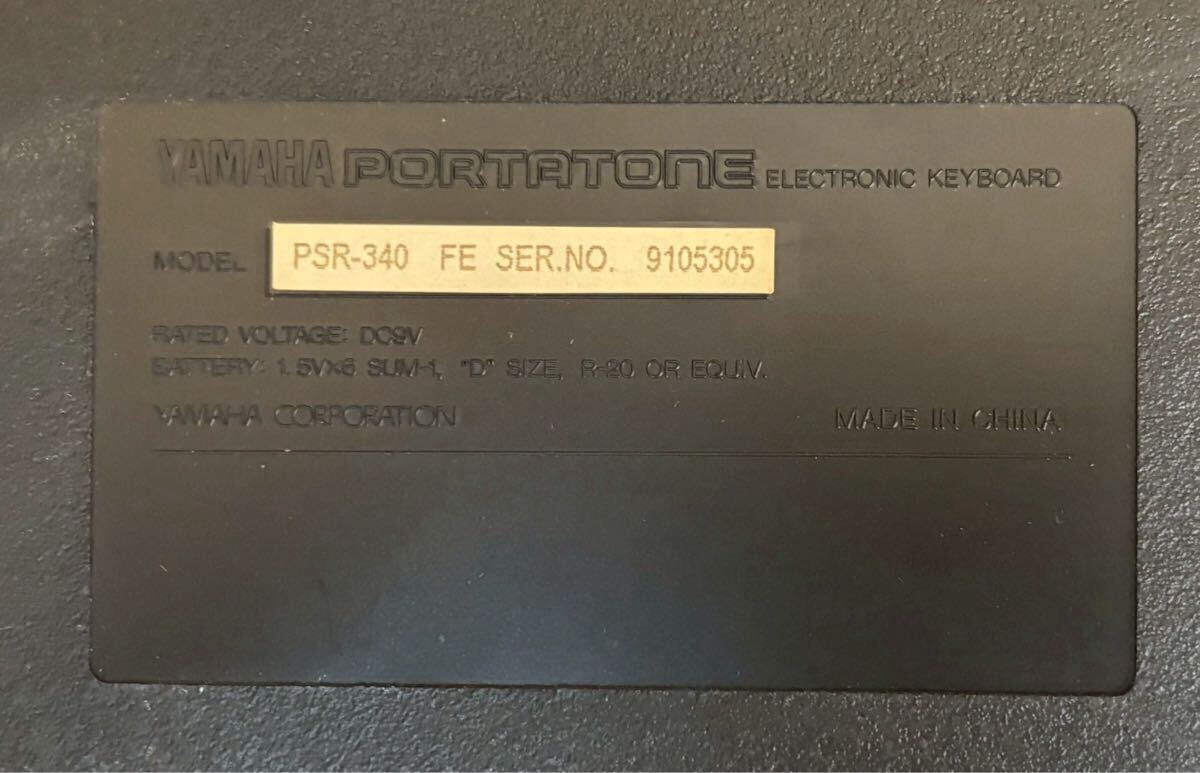 YAMAHA PORTATONE ELECTRONIC KEYBOARD
MODEL PSR-340 FE SER.NO. 9105305
RATED VOLTAGE: DC9V
BATTERY: 1.5V×6 SUM-1, "D" SIZE, R-20 OR EQUIV.
YAMAHA CORPORATION MADE IN CHINA